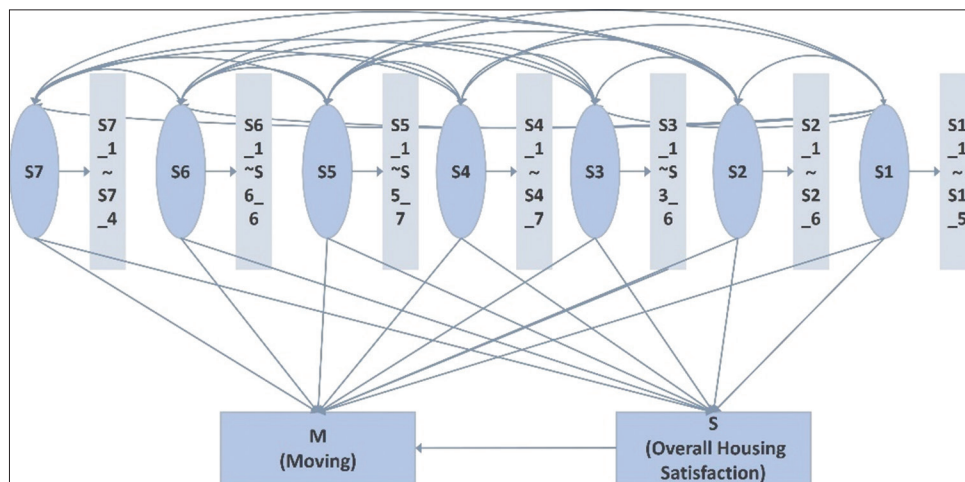 S7
S7
_1
~
S7
_4
S6
S6
_1
~S
6_
6
S5
S5
_1
~S
5_
7
S4
S4
_1
~
S4
_7
S3
S3
_1
~S
3_
6
S2
S2
_1
~
S2
_6
S1
S1
_1
~
S1
_5
M
(Moving)
S
(Overall Housing
Satisfaction)